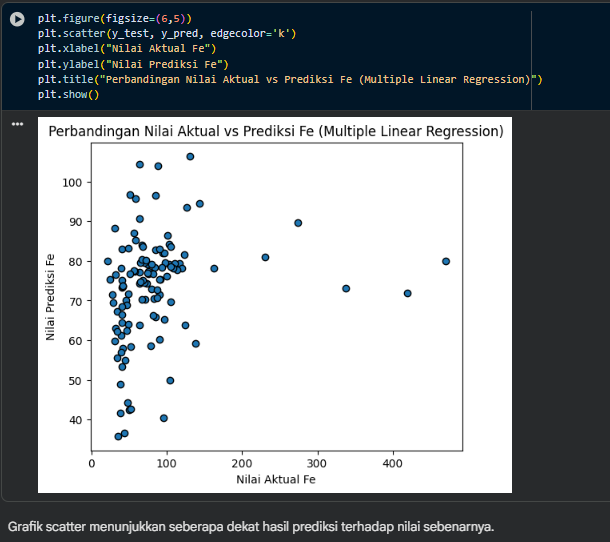 plt.figure(figsize=(6,5))
plt.scatter(y_test, y_pred, edgecolor='k')
plt.xlabel("Nilai Aktual Fe")
plt.ylabel("Nilai Prediksi Fe")
plt.title("Perbandingan Nilai Aktual vs Prediksi Fe (Multiple Linear Regression)")
plt.show()
Perbandingan Nilai Aktual vs Prediksi Fe (Multiple Linear Regression)
100
90
80
70
60
50
40
Nilai Prediksi Fe
0 100 200 300 400
Nilai Aktual Fe
Grafik scatter menunjukkan seberapa dekat hasil prediksi terhadap nilai sebenarnya.